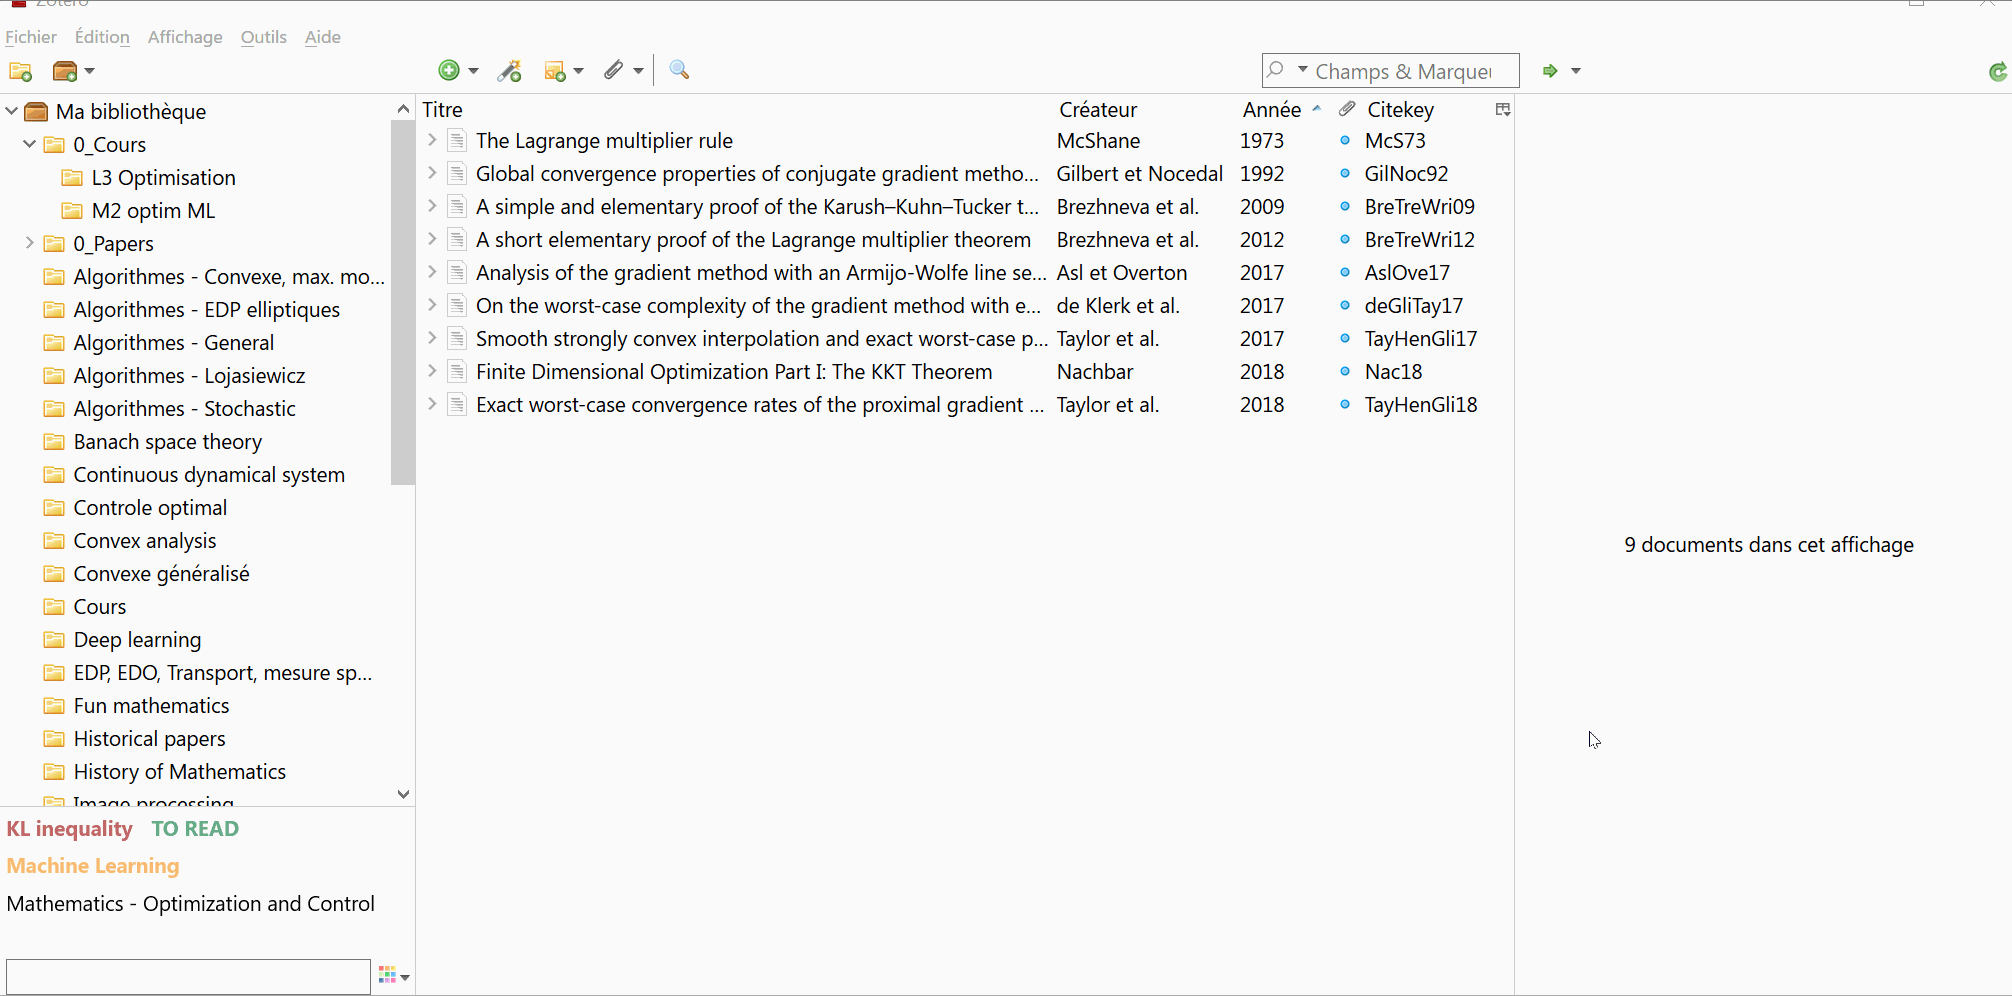 Zotero
Fichier Édition Affichage Outils Aide
Champs & Marque
Ma bibliothèque
0_Cours
L3 Optimisation
M2 optim ML
0_Papers
Algorithmes - Convexe, max. mo...
Algorithmes - EDP elliptiques
Algorithmes - General
Algorithmes - Lojasiewicz
Algorithmes - Stochastic
Banach space theory
Continuous dynamical system
Controle optimal
Convex analysis
Convexe généralisé
Cours
Deep learning
EDP, EDO, Transport, mesure sp...
Fun mathematics
Historical papers
History of Mathematics
Image processing
KL inequality TO READ
Machine Learning
Mathematics - Optimization and Control
Titre Créateur Année Citekey
The Lagrange multiplier rule McShane 1973 McS73
Global convergence properties of conjugate gradient metho... Gilbert et Nocedal 1992 GilNoc92
A simple and elementary proof of the Karush–Kuhn–Tucker t... Brezhneva et al. 2009 BreTreWri09
A short elementary proof of the Lagrange multiplier theorem Brezhneva et al. 2012 BreTreWri12
Analysis of the gradient method with an Armijo-Wolfe line se... Asl et Overton 2017 AslOve17
On the worst-case complexity of the gradient method with e... de Klerk et al. 2017 deGliTay17
Smooth strongly convex interpolation and exact worst-case p... Taylor et al. 2017 TayHenGli17
Finite Dimensional Optimization Part I: The KKT Theorem Nachbar 2018 Nac18
Exact worst-case convergence rates of the proximal gradient ... Taylor et al. 2018 TayHenGli18
9 documents dans cet affichage